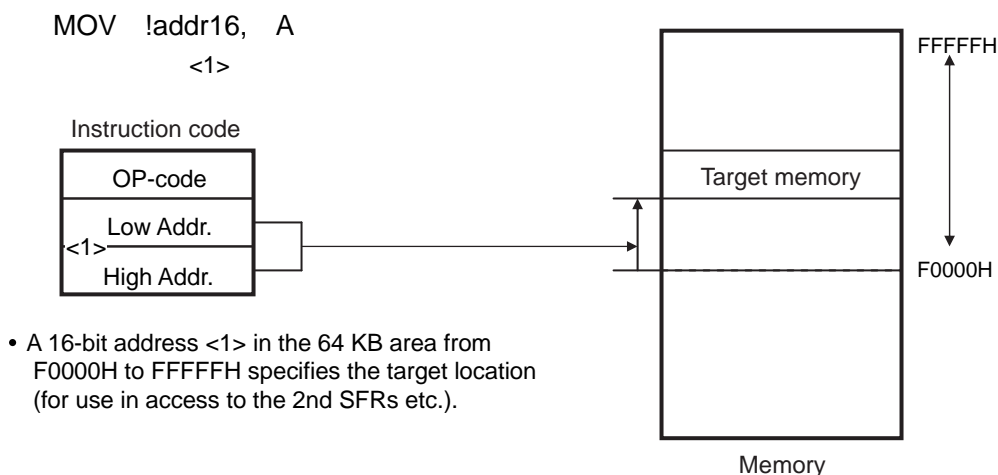 MOV !addr16, A
<1>
Instruction code
OP-code
Low Addr.
<1>
High Addr.
• A 16-bit address <1> in the 64 KB area from
F0000H to FFFFFH specifies the target location
(for use in access to the 2nd SFRs etc.).
FFFFFH
Target memory
F0000H
Memory